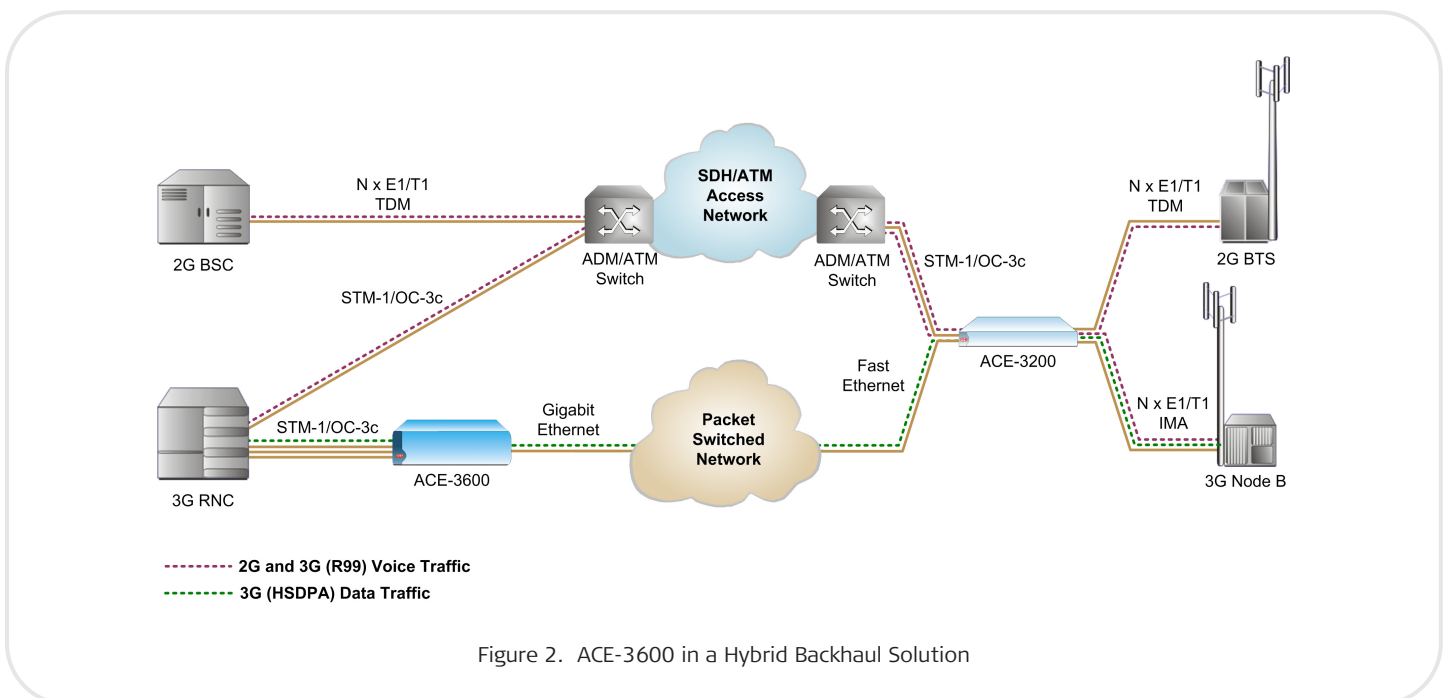 N x E1/T1
TDM
2G BSC
STM-1/OC-3c
ADM/ATM
Switch
SDH/ATM
Access
Network
ADM/ATM
Switch
STM-1/OC-3c
N x E1/T1
TDM
2G BTS
3G RNC
STM-1/OC-3c
ACE-3600
Gigabit
Ethernet
Packet
Switched
Network
Fast
Ethernet
ACE-3200
N x E1/T1
IMA
3G Node B
2G and 3G (R99) Voice Traffic
3G (HSDPA) Data Traffic
Figure 2. ACE-3600 in a Hybrid Backhaul Solution